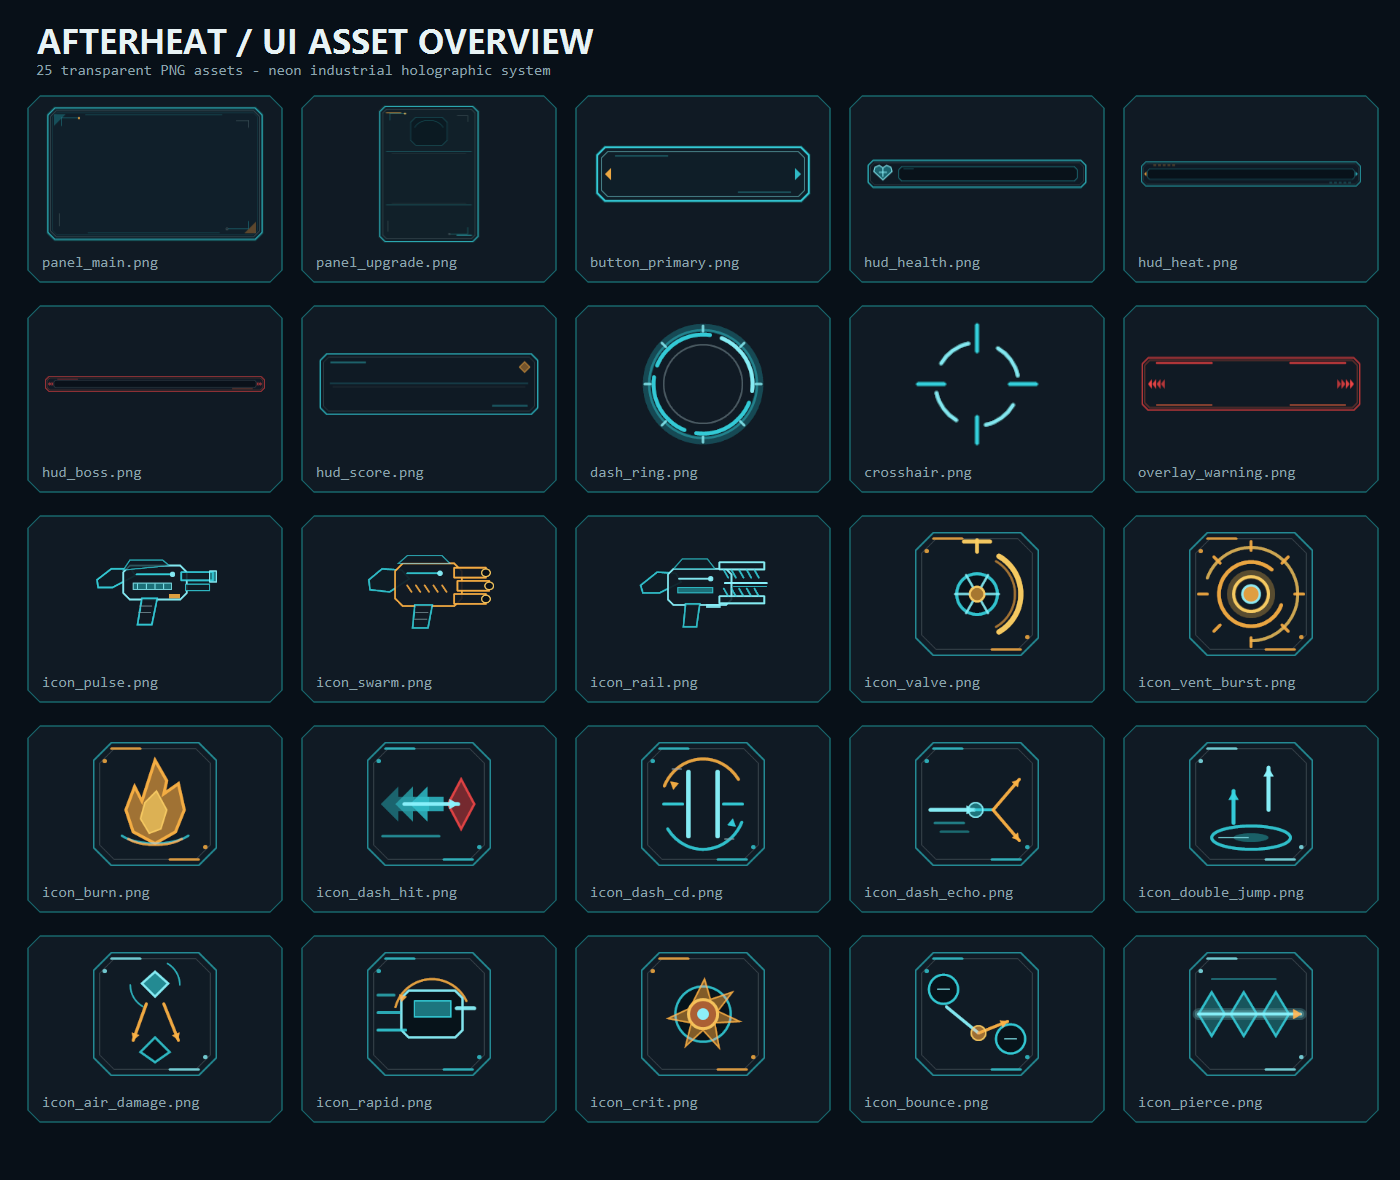 AFTERHEAT / UI ASSET OVERVIEW
25 transparent PNG assets - neon industrial holographic system
panel_main.png
panel_upgrade.png
button_primary.png
hud_health.png
hud_heat.png
hud_boss.png
hud_score.png
dash_ring.png
crosshair.png
overlay_warning.png
icon_pulse.png
icon_swarm.png
icon_rail.png
icon_valve.png
icon_vent_burst.png
icon_burn.png
icon_dash_hit.png
icon_dash_cd.png
icon_dash_echo.png
icon_double_jump.png
icon_air_damage.png
icon_rapid.png
icon_crit.png
icon_bounce.png
icon_pierce.png